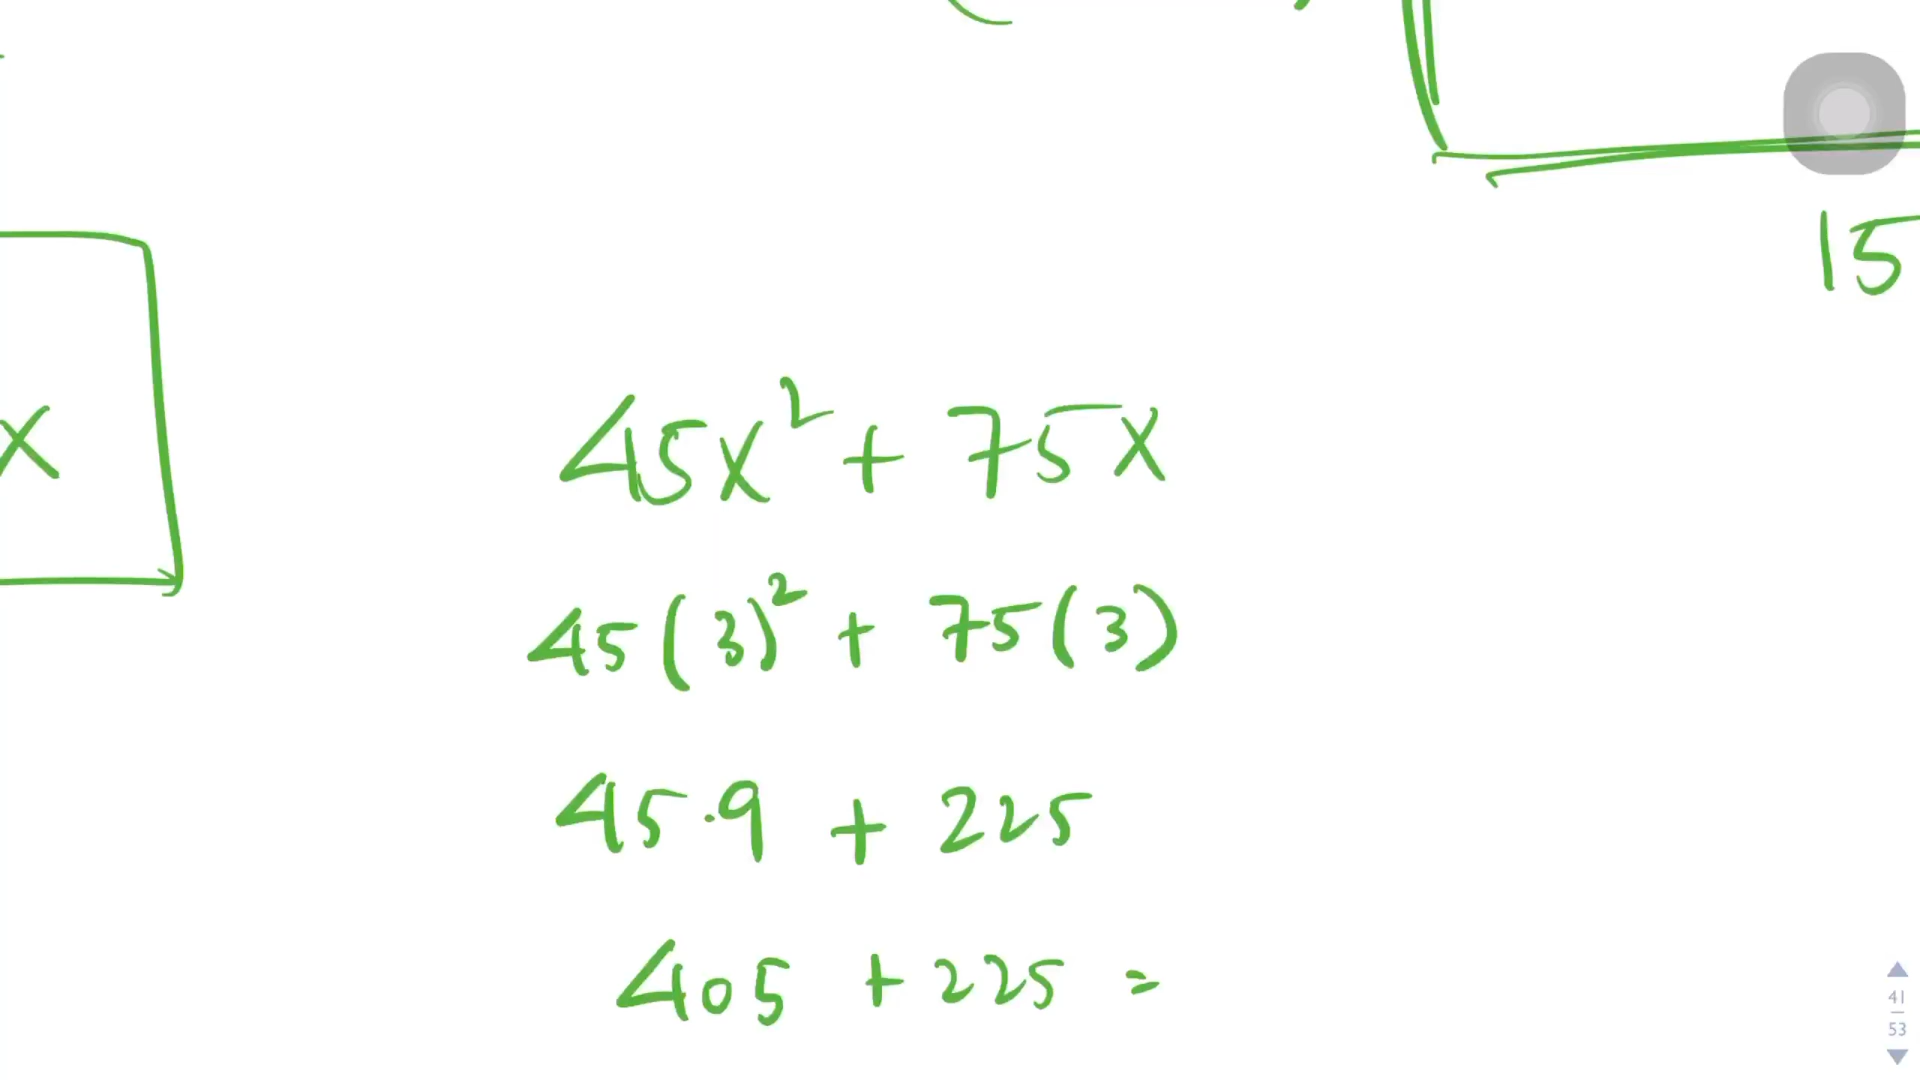 15
x
45x² + 75x
45(3)² + 75(3)
45·9 + 225
405 + 225 =
41
53